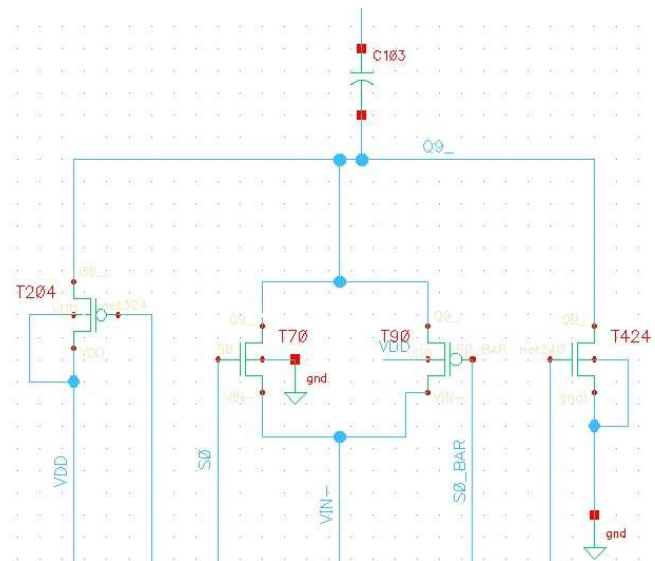 C103
Q9_
T204
Q9_
VDD
net324
VDD
T70
Q9_
S0
gnd
VIN-
T90
Q9_
VDD
S0_BAR
VIN-
T424
Q9_
net340
gnd!
VDD
S0
VIN-
S0_BAR
gnd